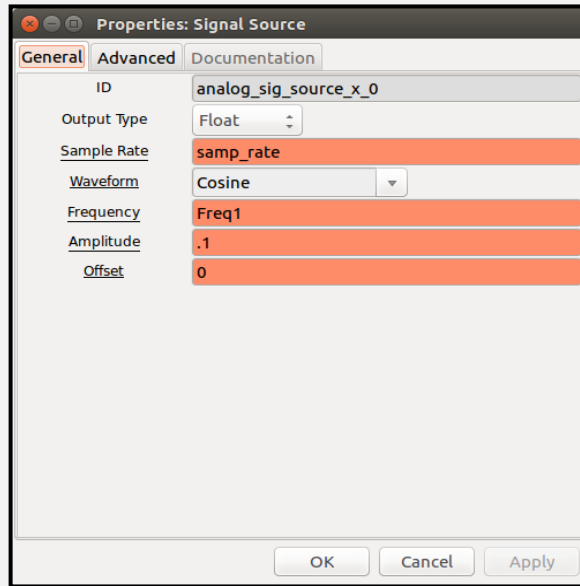 Properties: Signal Source
General Advanced Documentation
ID analog_sig_source_x_0
Output Type Float
Sample Rate samp_rate
Waveform Cosine
Frequency Freq1
Amplitude .1
Offset 0
OK Cancel Apply